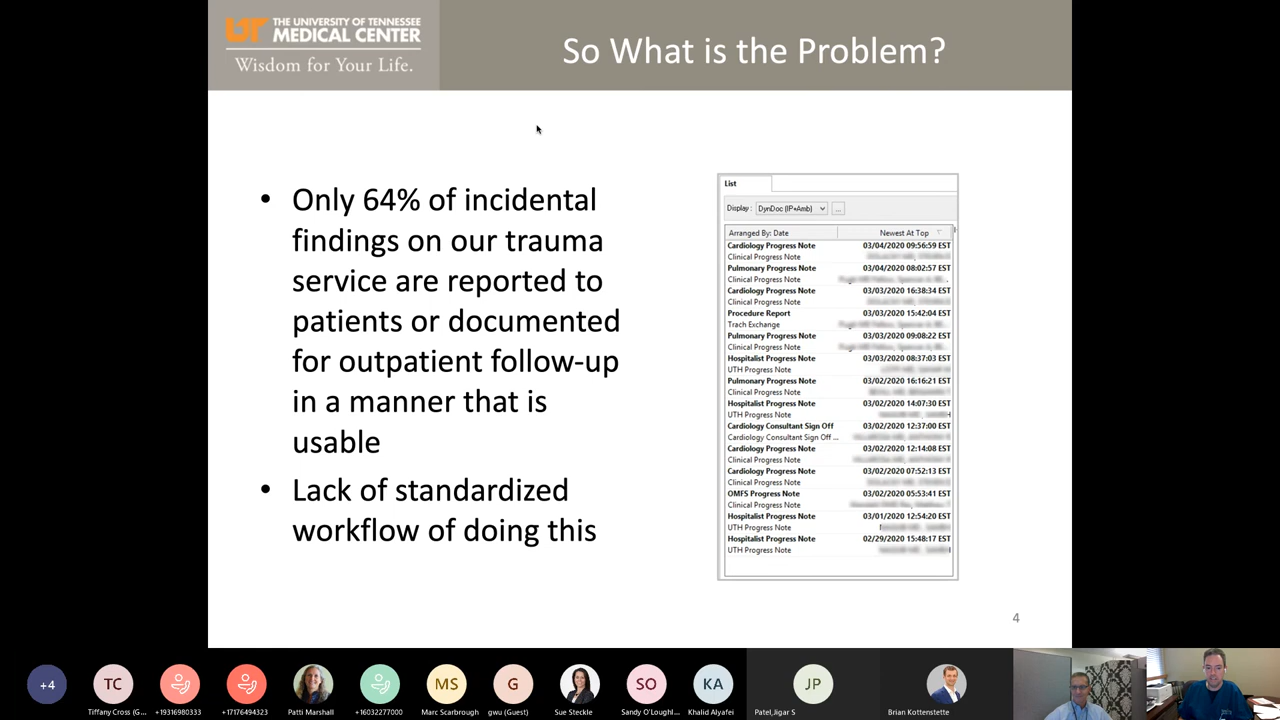 THE UNIVERSITY OF TENNESSEE
MEDICAL CENTER
Wisdom for Your Life.
So What is the Problem?
• Only 64% of incidental
findings on our trauma
service are reported to
patients or documented
for outpatient follow-up
in a manner that is
usable
• Lack of standardized
workflow of doing this
List
Display : DynDoc (IP+Amb) ...
Arranged By: Date Newest At Top
Cardiology Progress Note 03/04/2020 09:56:59 EST
Clinical Progress Note
Pulmonary Progress Note 03/04/2020 08:02:57 EST
Clinical Progress Note
Cardiology Progress Note 03/03/2020 16:38:34 EST
Clinical Progress Note
Procedure Report 03/03/2020 15:42:04 EST
Trach Exchange
Pulmonary Progress Note 03/03/2020 09:08:22 EST
Clinical Progress Note
Hospitalist Progress Note 03/03/2020 08:37:03 EST
UTH Progress Note
Pulmonary Progress Note 03/02/2020 16:16:21 EST
Clinical Progress Note
Hospitalist Progress Note 03/02/2020 14:07:30 EST
UTH Progress Note
Cardiology Consultant Sign Off 03/02/2020 12:37:00 EST
Cardiology Consultant Sign Off ...
Cardiology Progress Note 03/02/2020 12:14:08 EST
Clinical Progress Note
Cardiology Progress Note 03/02/2020 07:52:13 EST
Clinical Progress Note
OMFS Progress Note 03/02/2020 05:53:41 EST
Clinical Progress Note
Hospitalist Progress Note 03/01/2020 12:54:20 EST
UTH Progress Note
Hospitalist Progress Note 02/29/2020 15:48:17 EST
UTH Progress Note
4
+4 TC MS G SO KA JP
Tiffany Cross (G... +19316980333 +17176494323 Patti Marshall +16032277000 Marc Scarbrough gwu (Guest) Sue Steckle Sandy O'Loughl... Khalid Alyafei Patel,Jigar S Brian Kottenstette